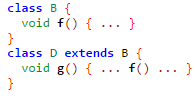 class B {
  void f() { ... }
}
class D extends B {
  void g() { ... f() ... }
}